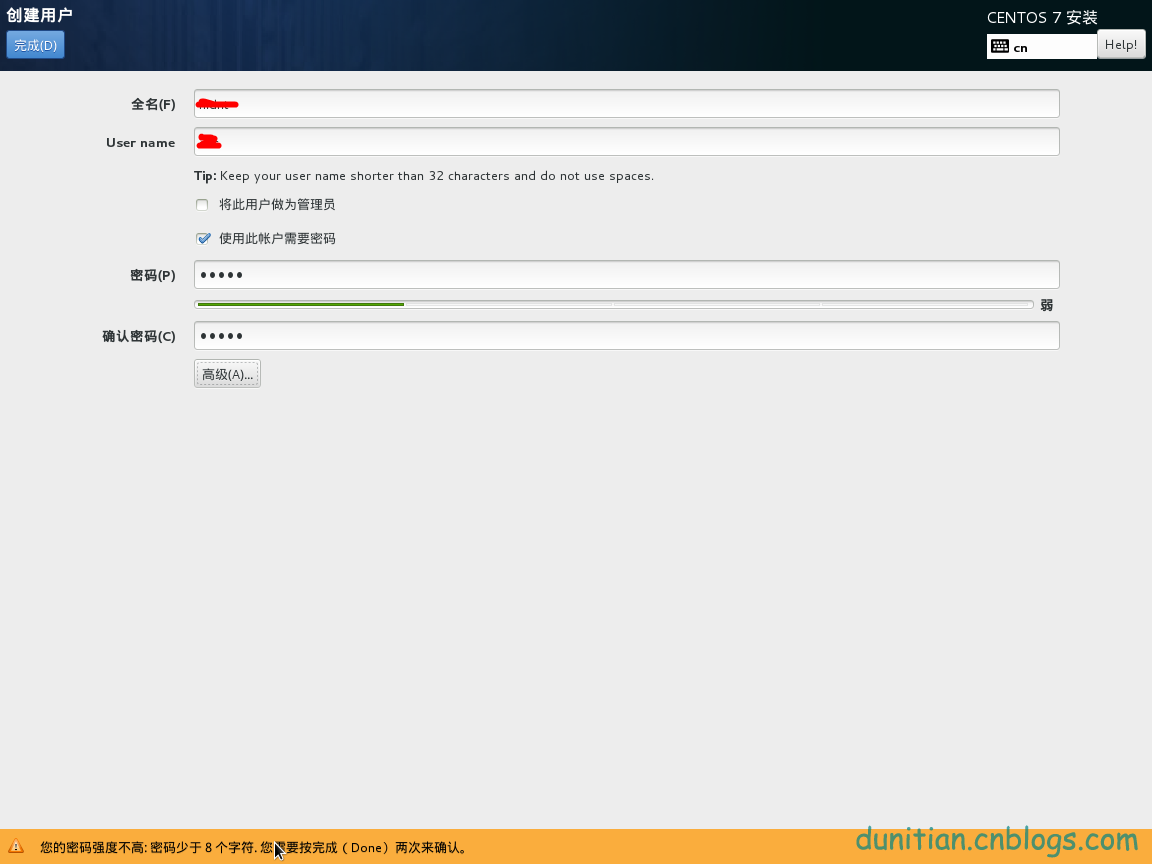 创建用户
CENTOS 7 安装
完成(D)
cn
Help!
全名(F)
User name
Tip: Keep your user name shorter than 32 characters and do not use spaces.
将此用户做为管理员
使用此帐户需要密码
密码(P)
●●●●●
弱
确认密码(C)
●●●●●
高级(A)...
您的密码强度不高: 密码少于 8 个字符. 您需要按完成（Done）两次来确认。
dunitian.cnblogs.com